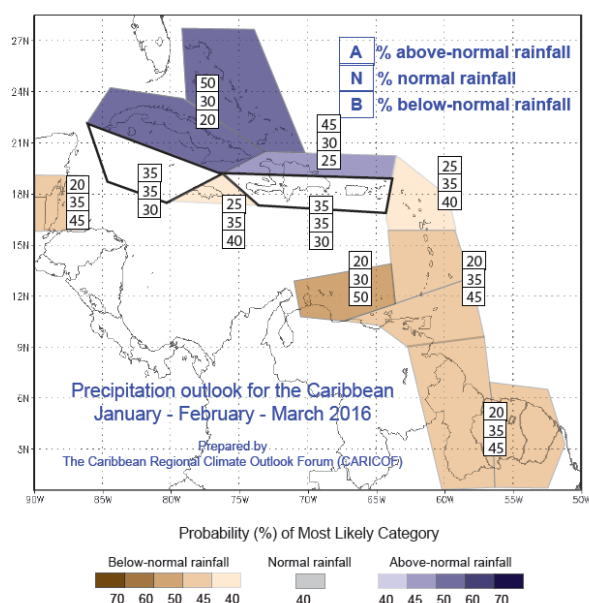 27N
24N
21N
18N
15N
12N
9N
6N
3N
90W
85W
80W
75W
70W
65W
60W
55W
50W
A % above-normal rainfall
N % normal rainfall
B % below-normal rainfall
50
30
20
45
30
25
35
35
30
25
35
40
35
35
30
25
35
40
20
35
45
20
30
50
20
35
45
20
35
45
Precipitation outlook for the Caribbean
January - February - March 2016
Prepared by
The Caribbean Regional Climate Outlook Forum (CARICOF)
Probability (%) of Most Likely Category
Below-normal rainfall
70 60 50 45 40
Normal rainfall
40
Above-normal rainfall
40 45 50 60 70